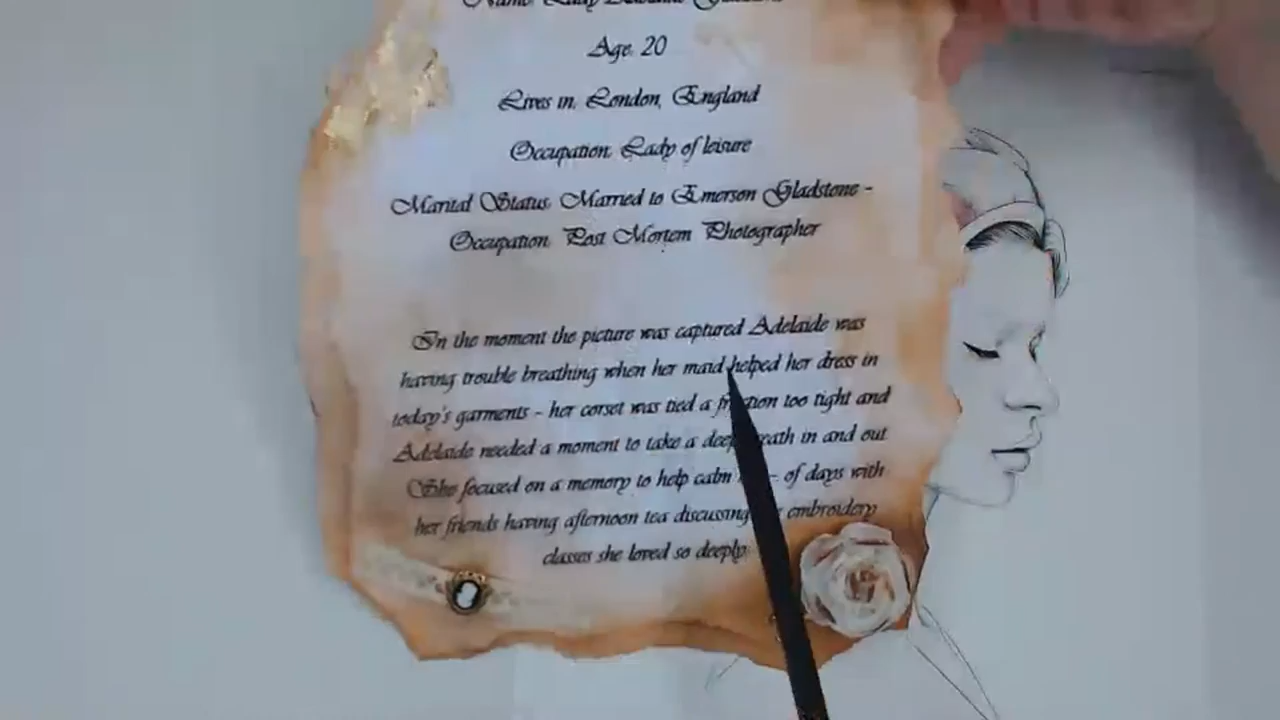 Name: Lady Adelaide Gladstone
Age: 20
Lives in: London, England
Occupation: Lady of leisure
Marital Status: Married to Emerson Gladstone -
Occupation: Post Mortem Photographer
In the moment the picture was captured Adelaide was
having trouble breathing when her maid helped her dress in
today's garments - her corset was tied a too tight and
Adelaide needed a moment to take a deep in and out
She focused on a memory to help calm - of days with
her friends having afternoon tea discussing embroidery
classes she loved so deeply.